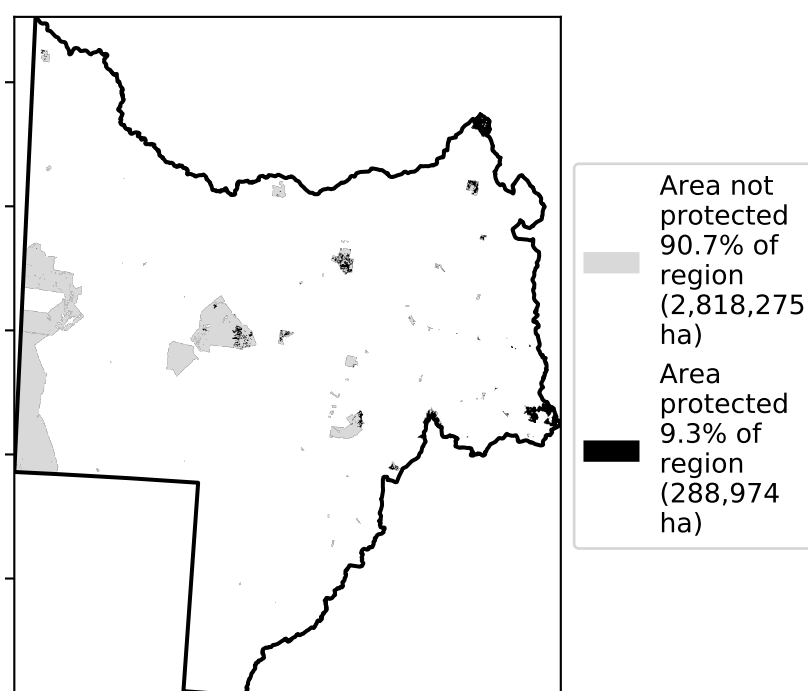 Area not
protected
90.7% of
region
(2,818,275
ha)
Area
protected
9.3% of
region
(288,974
ha)